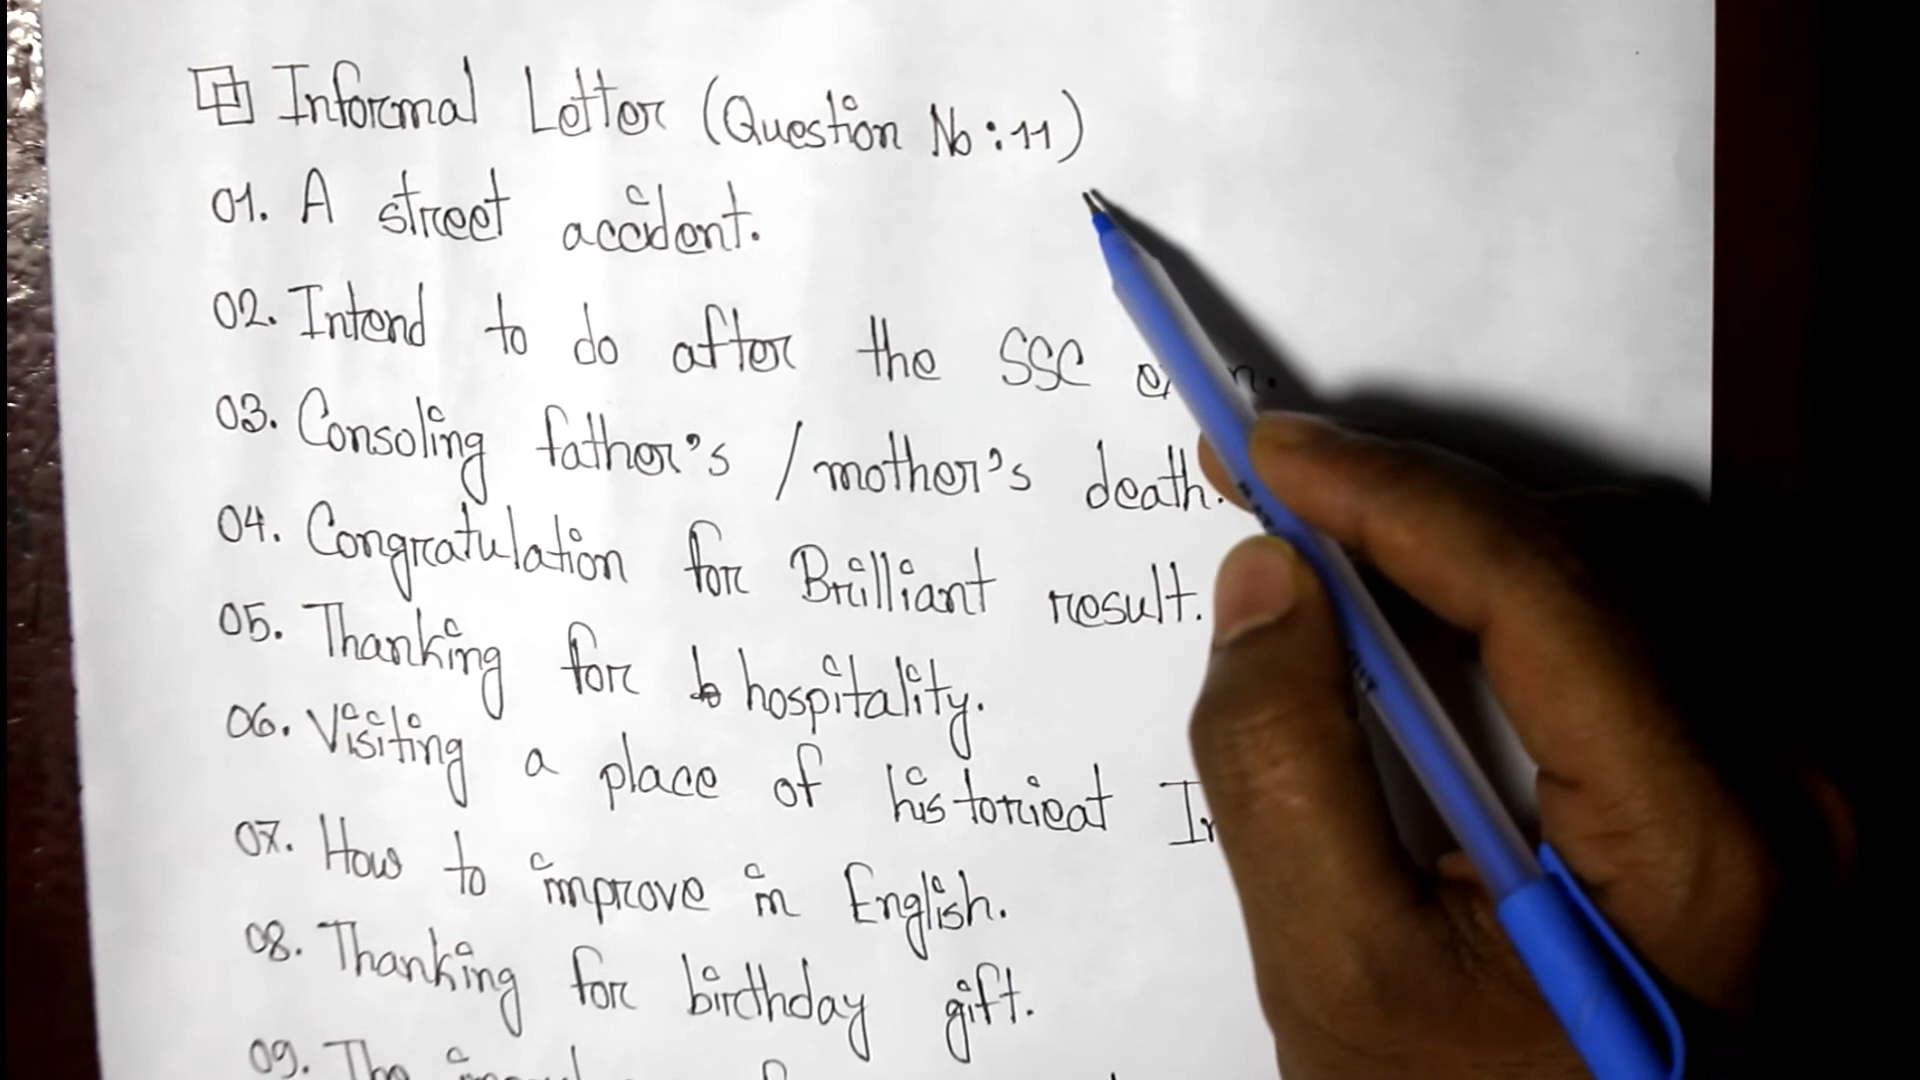 Informal Letter (Question No: 11)
01. A street accident.
02. Intend to do after the SSC
03. Consoling father's / mother's death.
04. Congratulation for Brilliant result.
05. Thanking for hospitality.
06. Visiting a place of historical
07. How to improve in English.
08. Thanking for birthday gift.
09. The